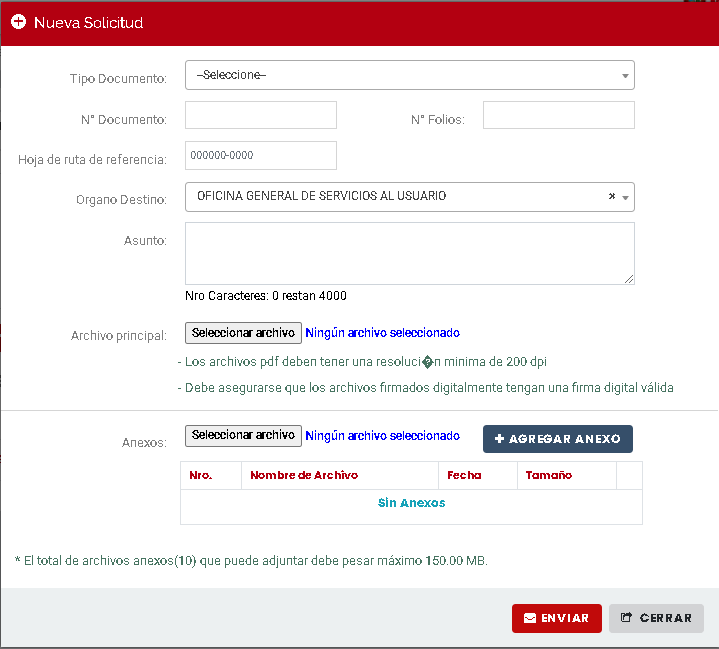 Nueva Solicitud
Tipo Documento: --Seleccione--
N° Documento: N° Folios:
Hoja de ruta de referencia: 000000-0000
Organo Destino: OFICINA GENERAL DE SERVICIOS AL USUARIO ×
Asunto:
Nro Caracteres: 0 restan 4000
Archivo principal: Seleccionar archivo Ningún archivo seleccionado
- Los archivos pdf deben tener una resoluci�n minima de 200 dpi
- Debe asegurarse que los archivos firmados digitalmente tengan una firma digital válida
Anexos: Seleccionar archivo Ningún archivo seleccionado AGREGAR ANEXO
Nro. Nombre de Archivo Fecha Tamaño
Sin Anexos
* El total de archivos anexos(10) que puede adjuntar debe pesar máximo 150.00 MB.
ENVIAR CERRAR